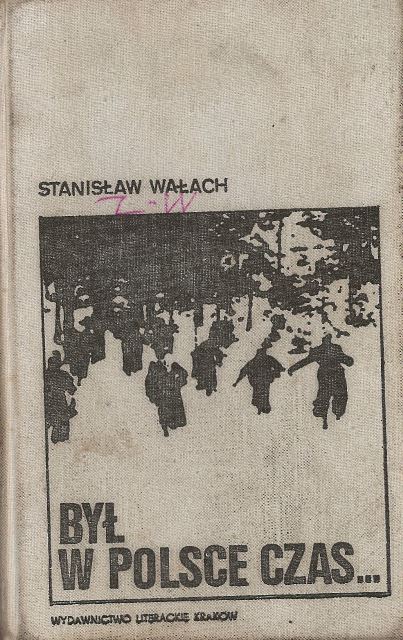 STANISŁAW WAŁACH
Z-W
BYŁ
W POLSCE CZAS...
WYDAWNICTWO LITERACKIE KRAKÓW